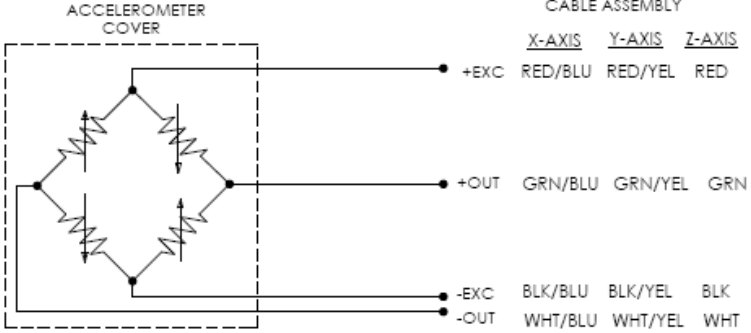 ACCELEROMETER
COVER
CABLE ASSEMBLY
X-AXIS Y-AXIS Z-AXIS
+EXC RED/BLU RED/YEL RED
+OUT GRN/BLU GRN/YEL GRN
-EXC BLK/BLU BLK/YEL BLK
-OUT WHT/BLU WHT/YEL WHT